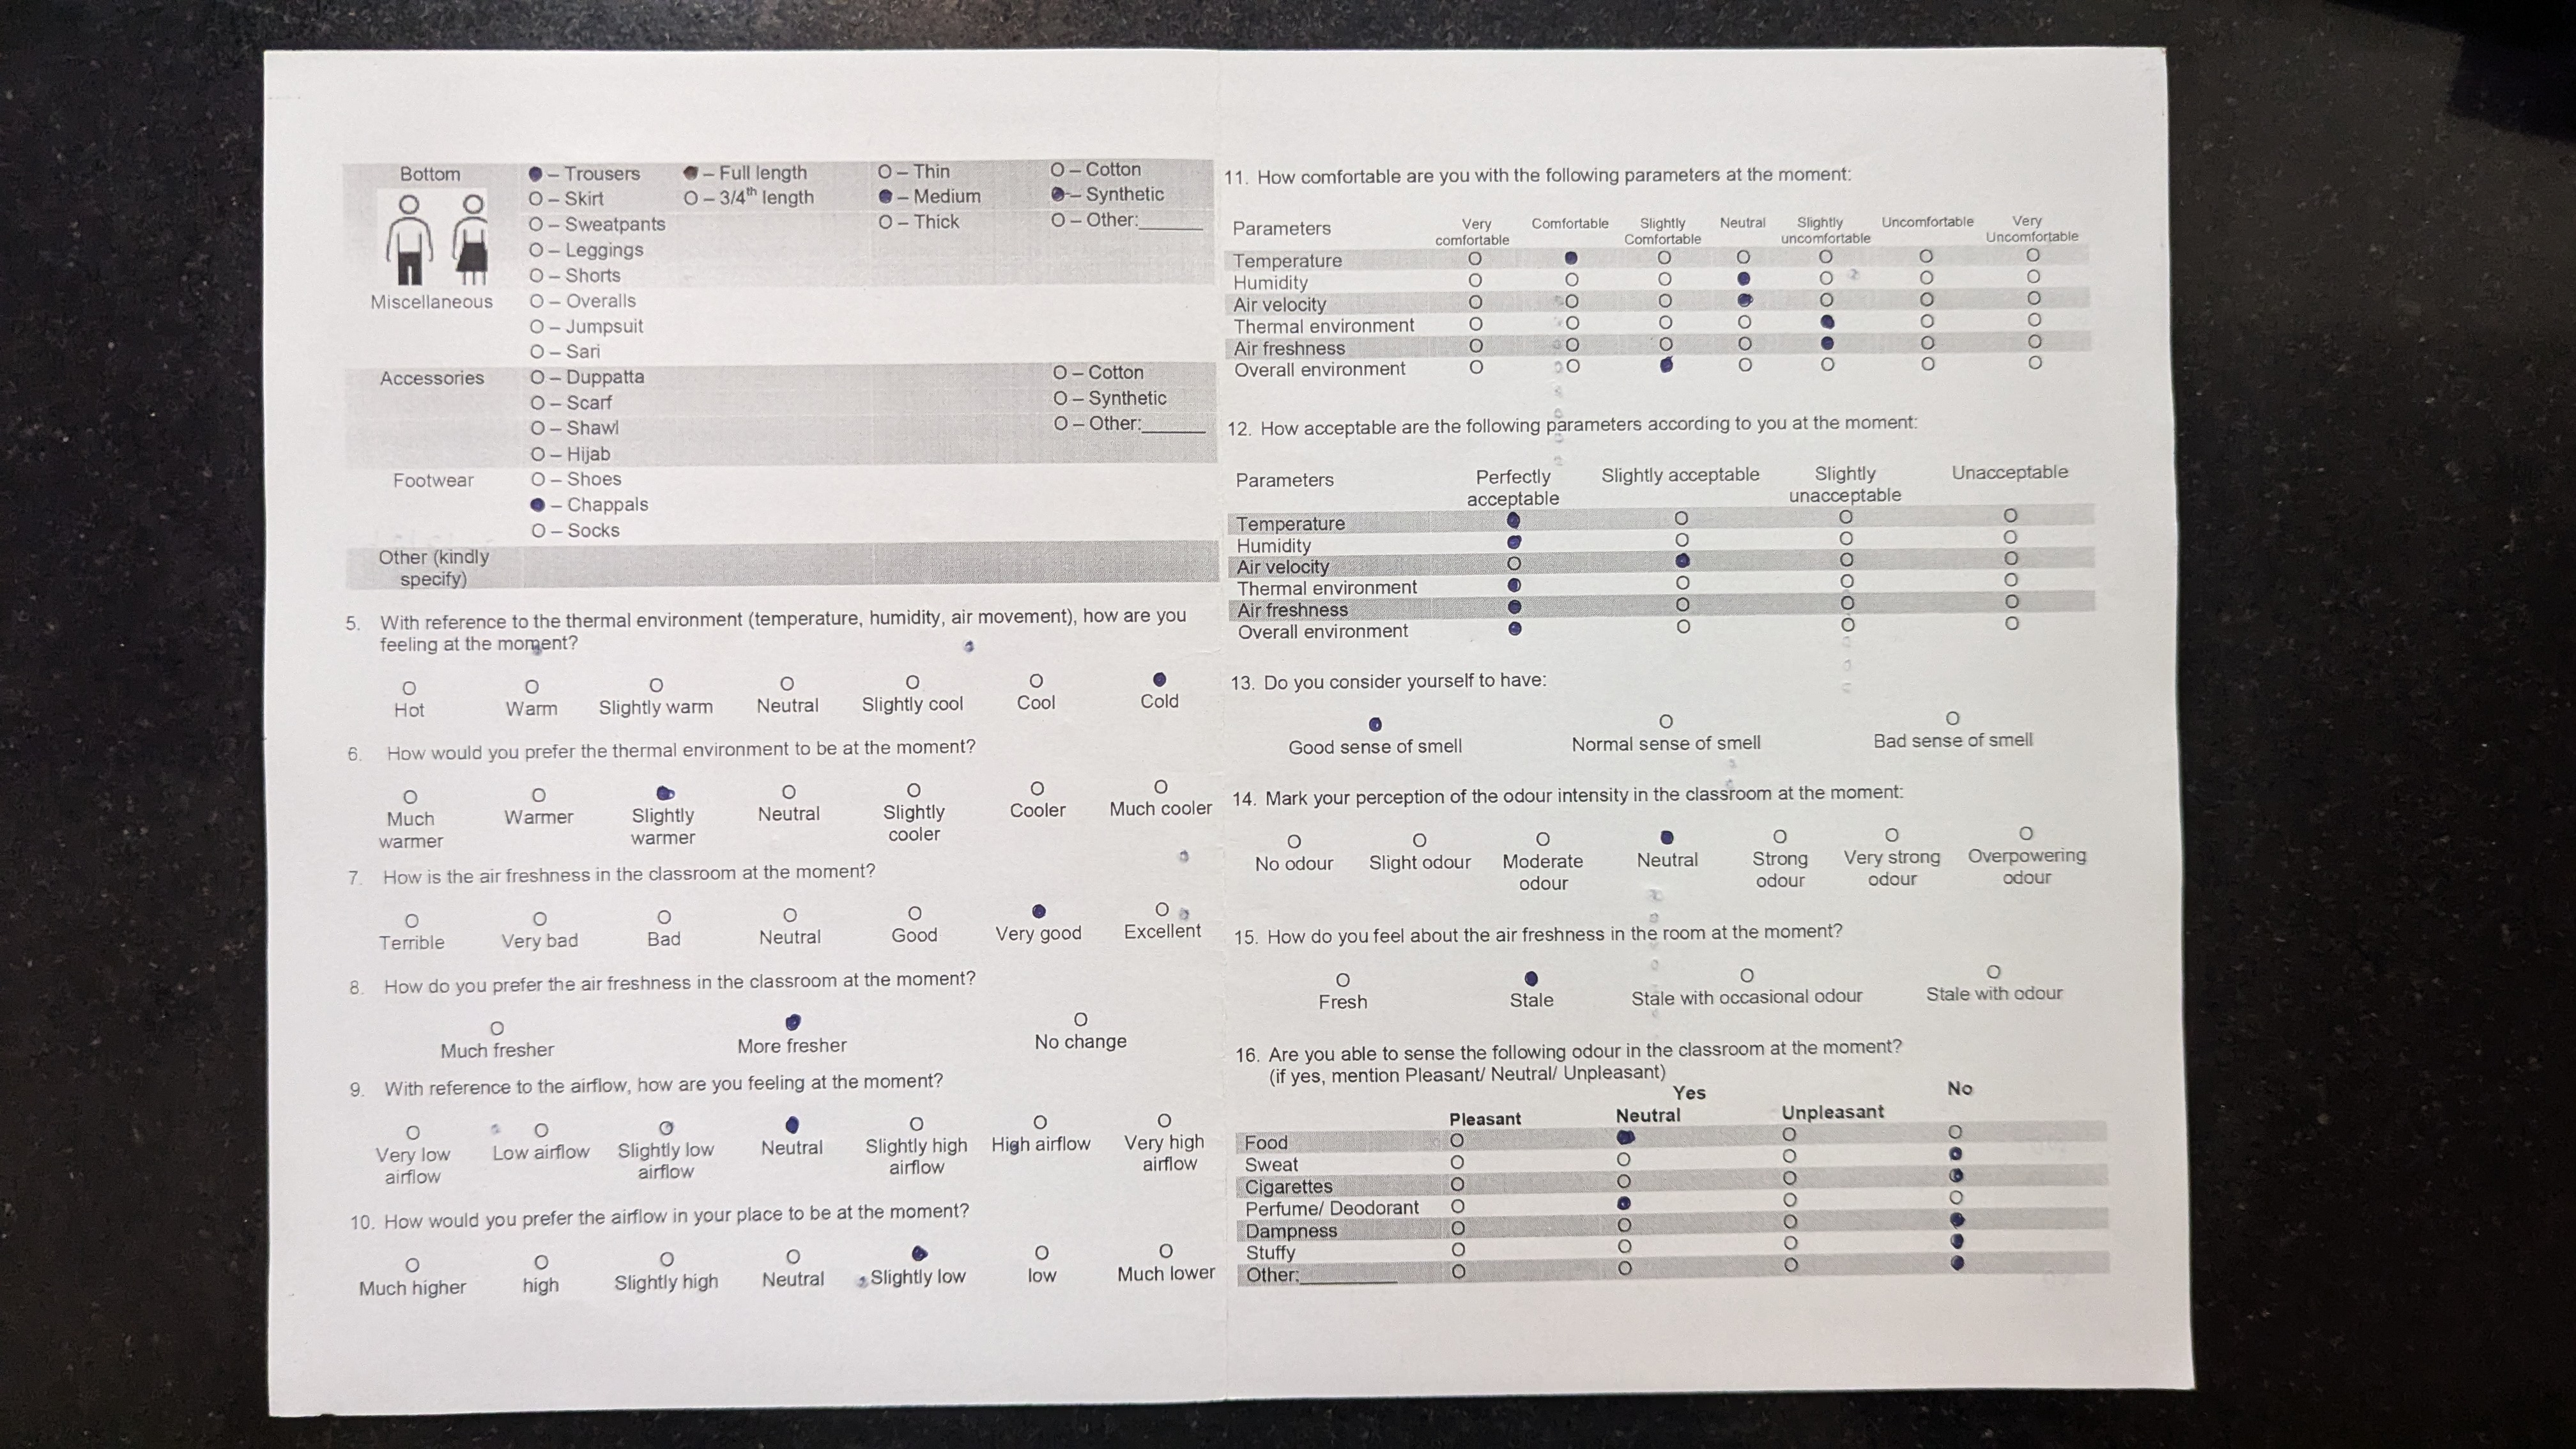 Bottom
● – Trousers ● – Full length O – Thin O – Cotton
O – Skirt O – 3/4th length ● – Medium ● – Synthetic
O – Sweatpants O – Thick O – Other:______
O – Leggings
O – Shorts
Miscellaneous O – Overalls
O – Jumpsuit
O – Sari
Accessories O – Duppatta O – Cotton
O – Scarf O – Synthetic
O – Shawl O – Other:______
O – Hijab
Footwear O – Shoes
● – Chappals
O – Socks
Other (kindly
specify)
5. With reference to the thermal environment (temperature, humidity, air movement), how are you
feeling at the moment?
O O O O O O ●
Hot Warm Slightly warm Neutral Slightly cool Cool Cold
6. How would you prefer the thermal environment to be at the moment?
O O ● O O O O
Much Warmer Slightly Neutral Slightly Cooler Much cooler
warmer warmer cooler
7. How is the air freshness in the classroom at the moment?
O O O O O ● O
Terrible Very bad Bad Neutral Good Very good Excellent
8. How do you prefer the air freshness in the classroom at the moment?
O ● O
Much fresher More fresher No change
9. With reference to the airflow, how are you feeling at the moment?
O O O ● O O O
Very low Low airflow Slightly low Neutral Slightly high High airflow Very high
airflow airflow airflow airflow
10. How would you prefer the airflow in your place to be at the moment?
O O O O ● O O
Much higher high Slightly high Neutral Slightly low low Much lower
11. How comfortable are you with the following parameters at the moment:
Parameters Very Comfortable Slightly Neutral Slightly Uncomfortable Very
comfortable Comfortable uncomfortable Uncomfortable
Temperature O ● O O O O O
Humidity O O O ● O O O
Air velocity O O O ● O O O
Thermal environment O O O O ● O O
Air freshness O O O O ● O O
Overall environment O O ● O O O O
12. How acceptable are the following parameters according to you at the moment:
Parameters Perfectly Slightly acceptable Slightly Unacceptable
acceptable unacceptable
Temperature ● O O O
Humidity ● O O O
Air velocity O ● O O
Thermal environment ● O O O
Air freshness ● O O O
Overall environment ● O O O
13. Do you consider yourself to have:
● O O
Good sense of smell Normal sense of smell Bad sense of smell
14. Mark your perception of the odour intensity in the classroom at the moment:
O O O ● O O O
No odour Slight odour Moderate Neutral Strong Very strong Overpowering
odour odour odour odour
15. How do you feel about the air freshness in the room at the moment?
O ● O O
Fresh Stale Stale with occasional odour Stale with odour
16. Are you able to sense the following odour in the classroom at the moment?
(if yes, mention Pleasant/ Neutral/ Unpleasant)
Yes No
Pleasant Neutral Unpleasant
Food O ● O O
Sweat O O O ●
Cigarettes O O O ●
Perfume/ Deodorant O ● O O
Dampness O O O ●
Stuffy O O O ●
Other:_________ O O O ●